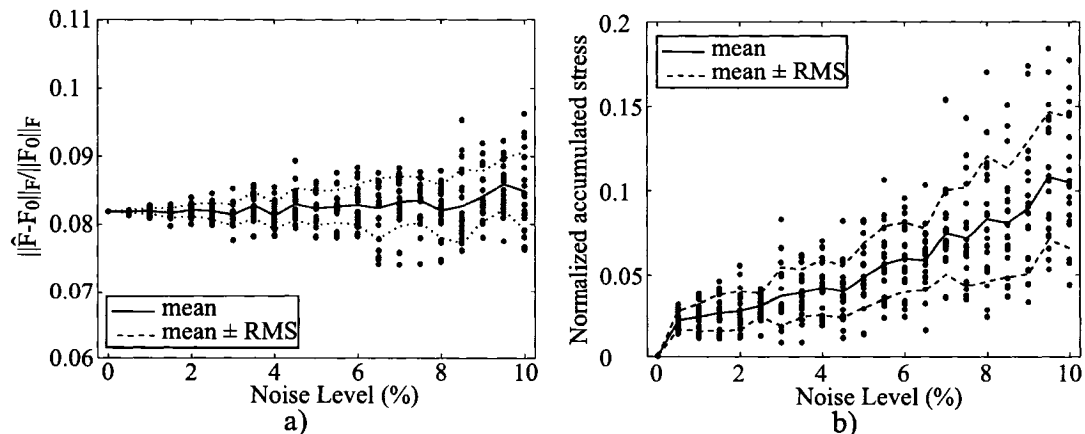 0.11
0.1
0.09
0.08
0.07
0.06
||F̂-F₀||F/||F₀||F
mean
mean ± RMS
0 2 4 6 8 10
Noise Level (%)
a)
0.2
0.15
0.1
0.05
0
Normalized accumulated stress
mean
mean ± RMS
0 2 4 6 8 10
Noise Level (%)
b)